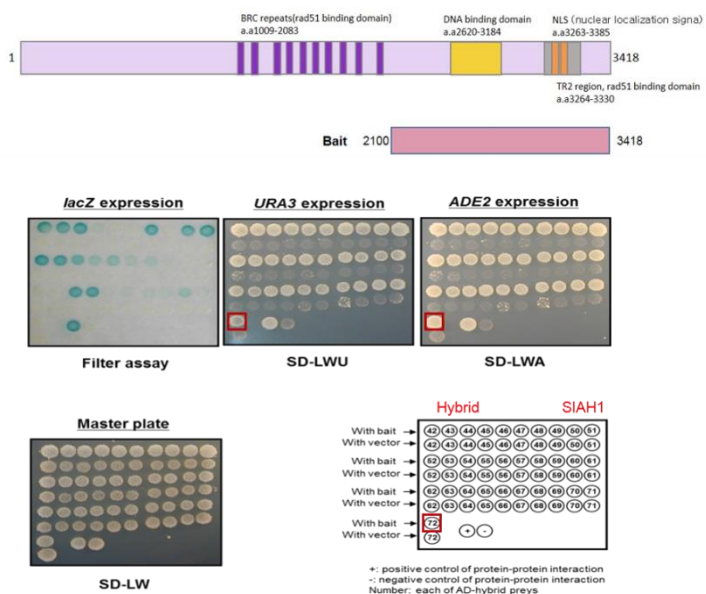 BRC repeats(rad51 binding domain)
a.a1009-2083
DNA binding domain
a.a2620-3184
NLS (nuclear localization signa)
a.a3263-3385
1
3418
TR2 region, rad51 binding domain
a.a3264-3330
Bait 2100 3418
lacZ expression
URA3 expression
ADE2 expression
Filter assay
SD-LWU
SD-LWA
Master plate
SD-LW
Hybrid SIAH1
With bait 42 43 44 45 46 47 48 49 50 51
With vector 42 43 44 45 46 47 48 49 50 51
With bait 52 53 54 55 56 57 58 59 60 61
With vector 52 53 54 55 56 57 58 59 60 61
With bait 62 63 64 65 66 67 68 69 70 71
With vector 62 63 64 65 66 67 68 69 70 71
With bait 72 + -
With vector 72
+: positive control of protein-protein interaction
-: negative control of protein-protein interaction
Number: each of AD-hybrid preys